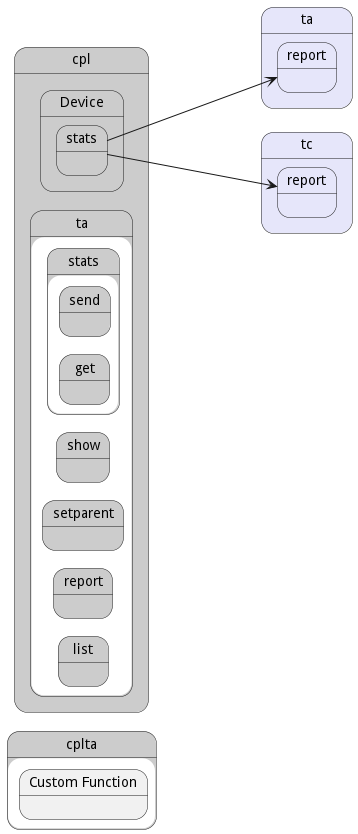 cpl
Device
stats
ta
stats
send
get
show
setparent
report
list
cplta
Custom Function
ta
report
tc
report